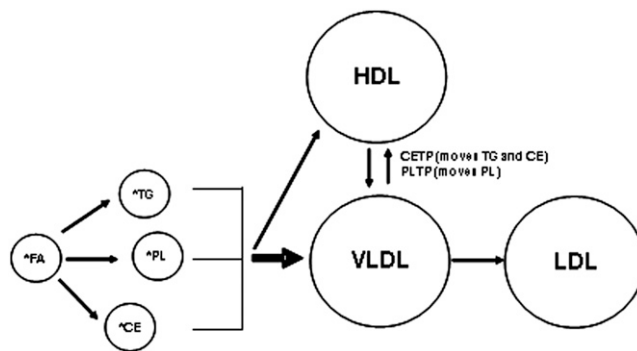 HDL
CETP (moves TG and CE)
PLTP (moves PL)
^TG
^FA
^PL
VLDL
LDL
^CE